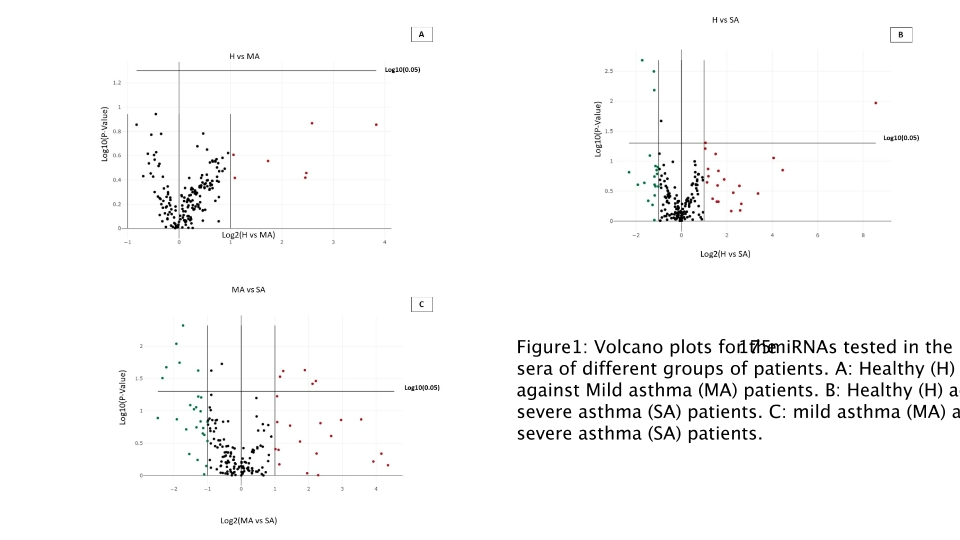 A
H vs MA
Log10(0.05)
1.2
1
0.8
0.6
0.4
0.2
0
Log10(P-Value)
−1
0
1
2
3
4
Log2(H vs MA)
H vs SA
B
2.5
2
1.5
1
0.5
0
Log10(P-Value)
Log10(0.05)
−2
0
2
4
6
8
Log2(H vs SA)
MA vs SA
C
2
1.5
1
0.5
0
Log10(P-Value)
Log10(0.05)
−2
−1
0
1
2
3
4
Log2(MA vs SA)
Figure1: Volcano plots for the 175 miRNAs tested in the
sera of different groups of patients. A: Healthy (H)
against Mild asthma (MA) patients. B: Healthy (H) a
severe asthma (SA) patients. C: mild asthma (MA) a
severe asthma (SA) patients.